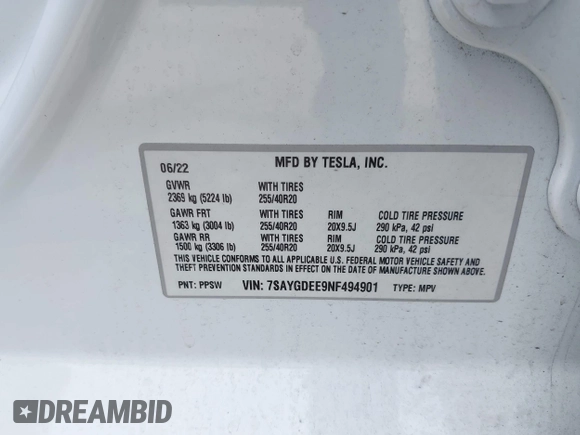 06/22 MFD BY TESLA, INC.
GVWR WITH TIRES
2369 kg (5224 lb) 255/40R20
GAWR FRT WITH TIRES RIM COLD TIRE PRESSURE
1363 kg (3004 lb) 255/40R20 20X9.5J 290 kPa, 42 psi
GAWR RR WITH TIRES RIM COLD TIRE PRESSURE
1500 kg (3306 lb) 255/40R20 20X9.5J 290 kPa, 42 psi
THIS VEHICLE CONFORMS TO ALL APPLICABLE U.S. FEDERAL MOTOR VEHICLE SAFETY AND
THEFT PREVENTION STANDARDS IN EFFECT ON THE DATE OF MANUFACTURE SHOWN ABOVE.
PNT: PPSW VIN: 7SAYGDEE9NF494901 TYPE: MPV
DREAMBID